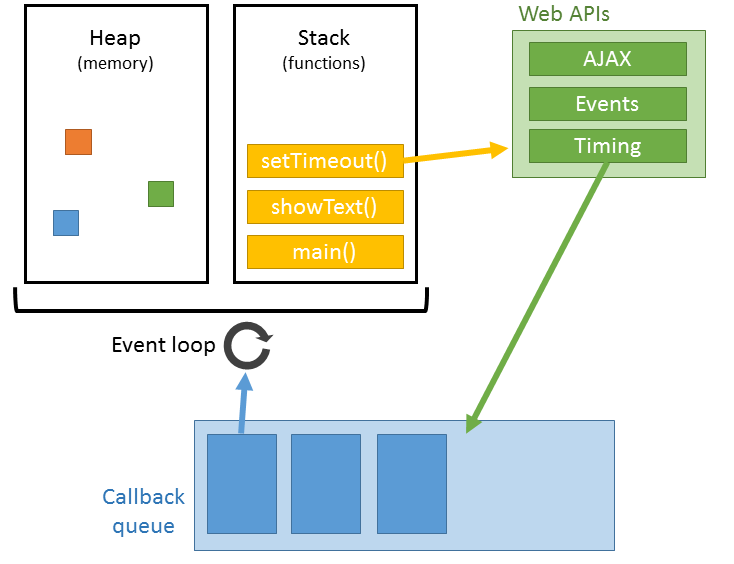 Heap
(memory)
Stack
(functions)
setTimeout()
showText()
main()
Web APIs
AJAX
Events
Timing
Event loop
Callback
queue